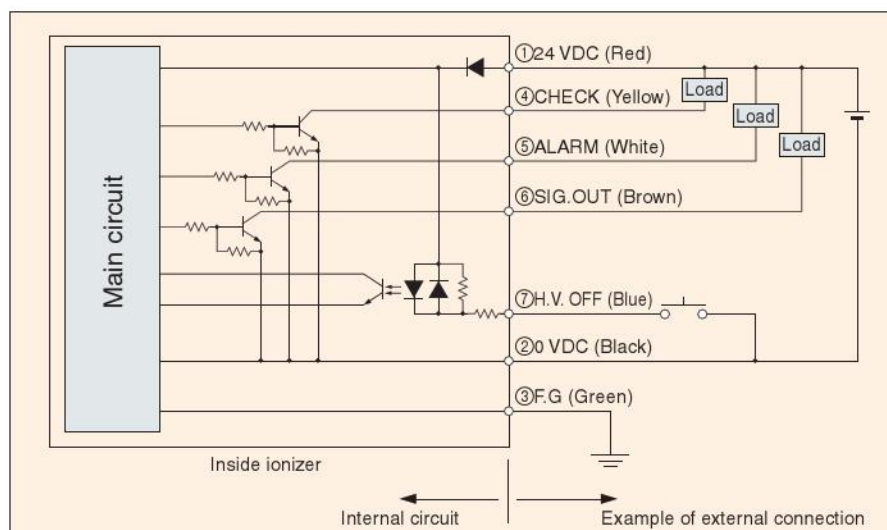 ①24 VDC (Red)
④CHECK (Yellow)
Load
Load
⑤ALARM (White)
Load
⑥SIG.OUT (Brown)
Main circuit
⑦H.V. OFF (Blue)
②0 VDC (Black)
③F.G (Green)
Inside ionizer
Internal circuit
Example of external connection